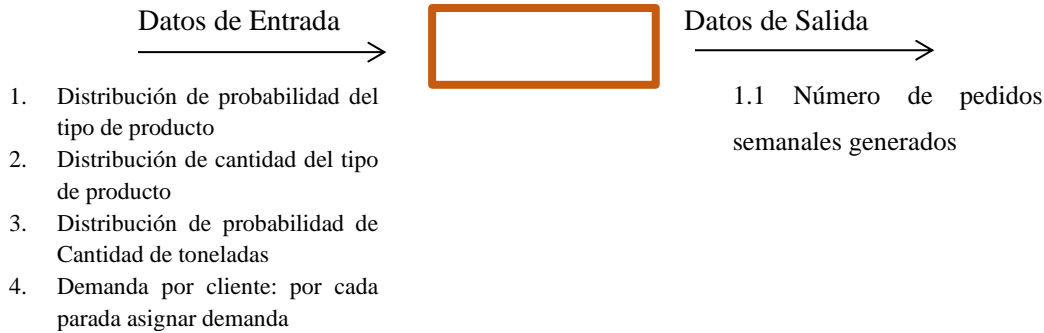 Datos de Entrada
Datos de Salida
1. Distribución de probabilidad del
tipo de producto
2. Distribución de cantidad del tipo
de producto
3. Distribución de probabilidad de
Cantidad de toneladas
4. Demanda por cliente: por cada
parada asignar demanda
1.1 Número de pedidos
semanales generados